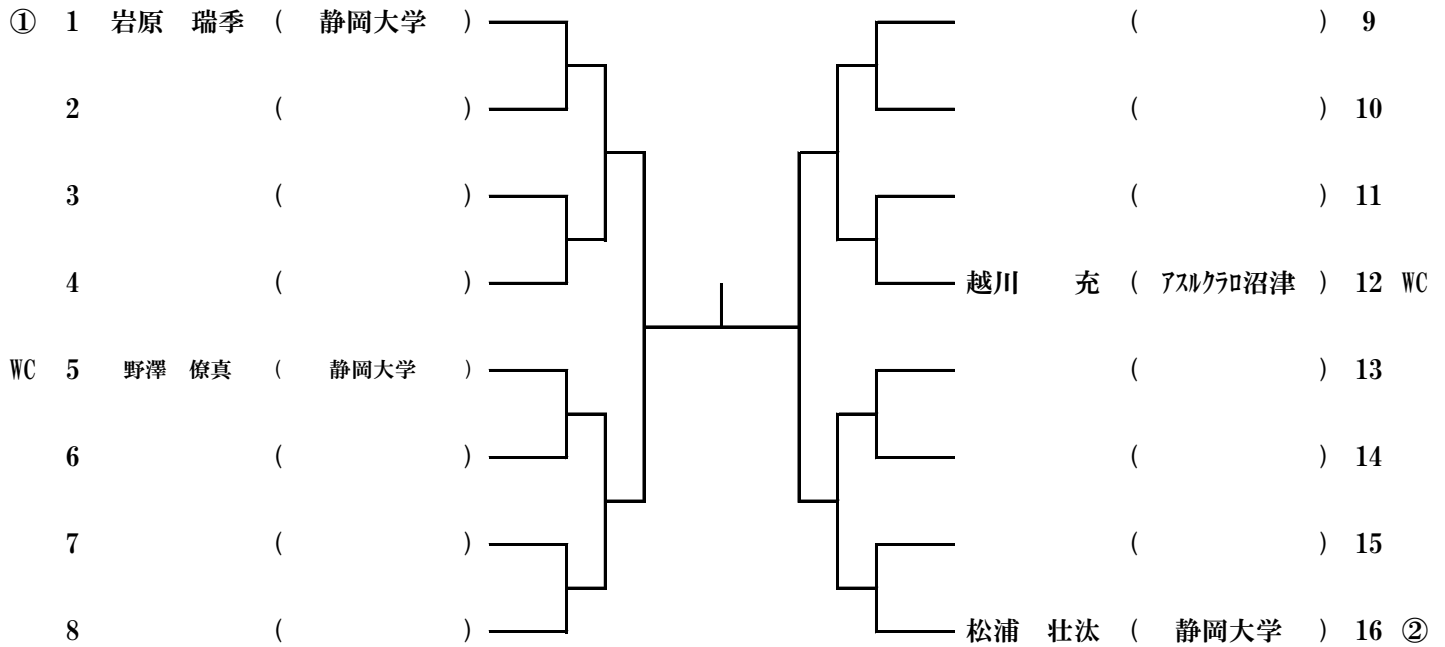 ① 1 岩原 瑞季 ( 静岡大学 )
2 ( )
3 ( )
4 ( )
WC 5 野澤 僚真 ( 静岡大学 )
6 ( )
7 ( )
8 ( )
( ) 9
( ) 10
( ) 11
越川 充 ( ｱｽﾙｸﾗﾛ沼津 ) 12 WC
( ) 13
( ) 14
( ) 15
松浦 壮汰 ( 静岡大学 ) 16 ②